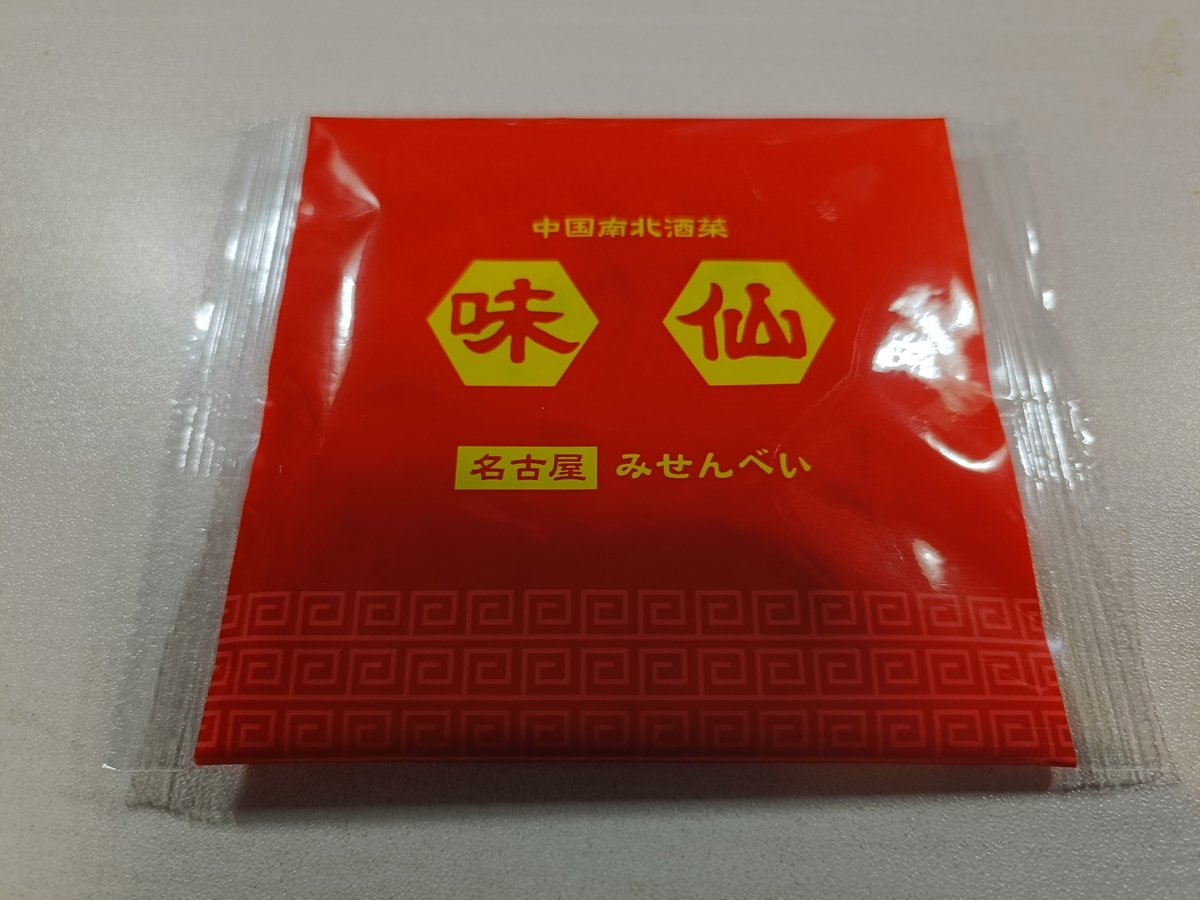 中国南北酒菜
味 仙
名古屋 みせんべい